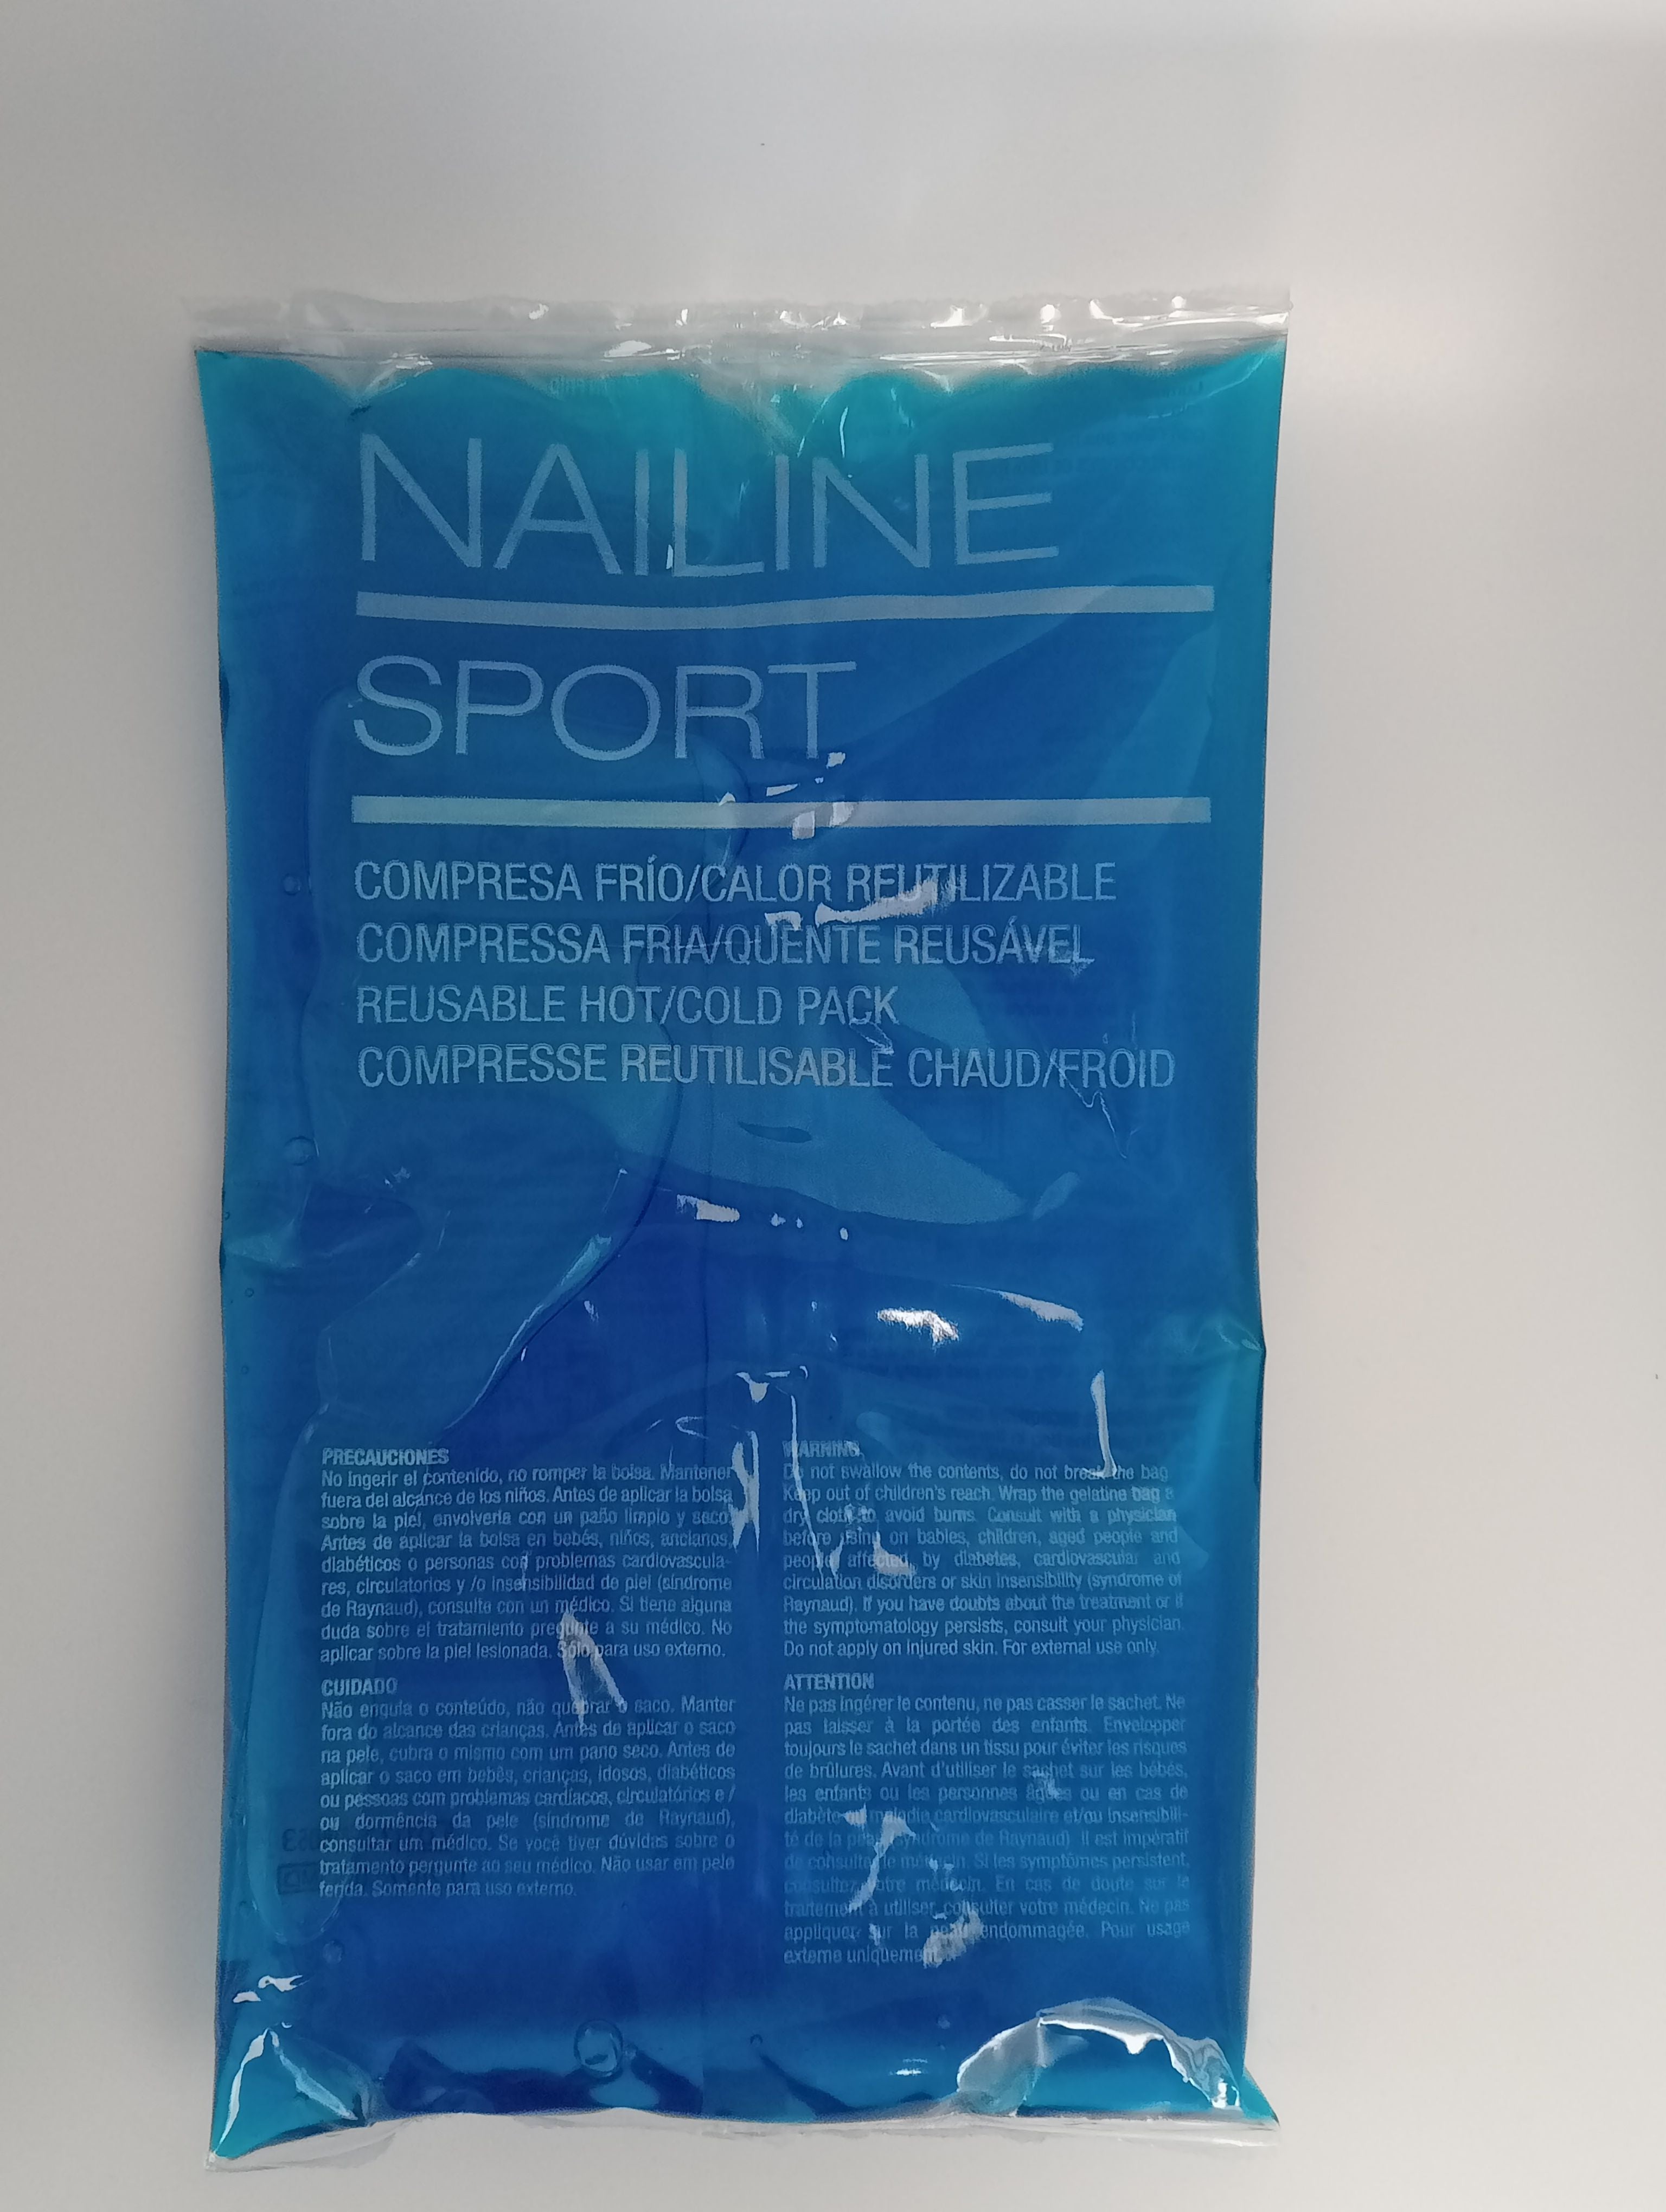 NAILINE
SPORT
COMPRESA FRÍO/CALOR REUTILIZABLE
COMPRESSA FRIA/QUENTE REUSÁVEL
REUSABLE HOT/COLD PACK
COMPRESSE REUTILISABLE CHAUD/FROID
PRECAUCIONES
No ingerir el contenido, no romper la bolsa. Mantener
fuera del alcance de los niños. Antes de aplicar la bolsa
sobre la piel, envolverla con un paño limpio y seco.
Antes de aplicar la bolsa en bebés, niños, ancianos,
diabéticos o personas con problemas cardiovascula-
res, circulatorios y /o insensibilidad de piel (síndrome
de Raynaud), consulte con un médico. Si tiene alguna
duda sobre el tratamiento pregunte a su médico. No
aplicar sobre la piel lesionada. Sólo para uso externo.
CUIDADO
Não engula o conteúdo, não quebrar o saco. Manter
fora do alcance das crianças. Antes de aplicar o saco
na pele, cubra o mismo com um pano seco. Antes de
aplicar o saco em bebês, crianças, idosos, diabéticos
ou pessoas com problemas cardíacos, circulatórios e /
ou dormência da pele (síndrome de Raynaud),
consultar um médico. Se você tiver dúvidas sobre o
tratamento pergunte ao seu médico. Não usar em pele
ferida. Somente para uso externo.
WARNING
Do not swallow the contents, do not break the bag
Keep out of children's reach. Wrap the gelatine bag a
dry cloth to avoid burns. Consult with a physician
before using on babies, children, aged people and
people affected by diabetes, cardiovascular and
circulation disorders or skin insensibility (syndrome of
Raynaud). If you have doubts about the treatment or if
the symptomatology persists, consult your physician.
Do not apply on injured skin. For external use only.
ATTENTION
Ne pas ingérer le contenu, ne pas casser le sachet. Ne
pas laisser à la portée des enfants. Envelopper
toujours le sachet dans un tissu pour éviter les risques
de brûlures. Avant d'utiliser le sachet sur les bébés,
les enfants ou les personnes âgées ou en cas de
diabète maladie cardiovasculaire et/ou insensibili-
té de la peau (syndrome de Raynaud) Il est impératif
de consulter le médecin. Si les symptômes persistent,
consultez votre médecin. En cas de doute sur le
traitement à utiliser, consulter votre médecin. Ne pas
appliquer sur la peau endommagée. Pour usage
externe uniquement.